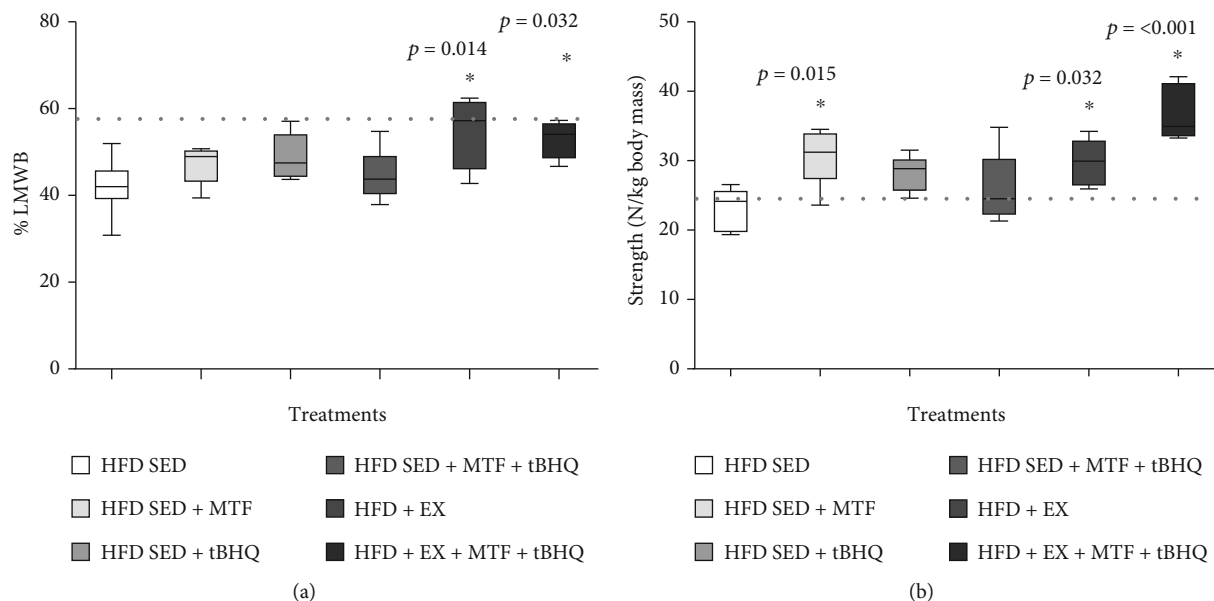 80
60
40
20
0
% LMWB
p = 0.014
*
p = 0.032
*
Treatments
HFD SED
HFD SED + MTF
HFD SED + tBHQ
HFD SED + MTF + tBHQ
HFD + EX
HFD + EX + MTF + tBHQ
(a)
50
40
30
20
10
0
Strength (N/kg body mass)
p = 0.015
*
p = 0.032
*
p = <0.001
*
Treatments
HFD SED
HFD SED + MTF
HFD SED + tBHQ
HFD SED + MTF + tBHQ
HFD + EX
HFD + EX + MTF + tBHQ
(b)